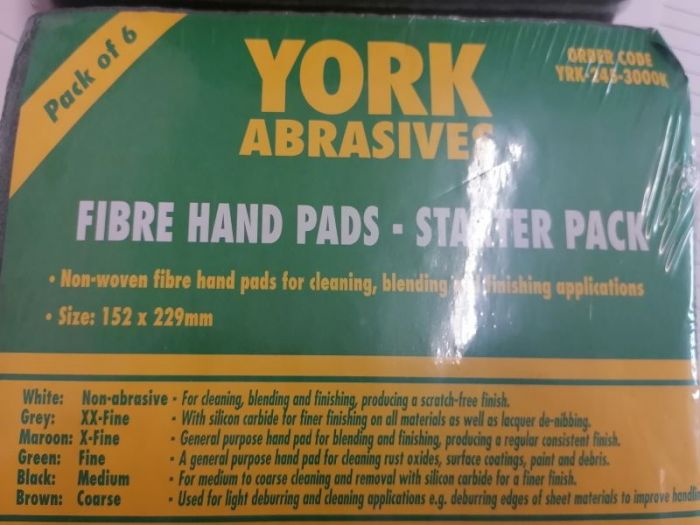 Pack of 6
YORK
ABRASIVES
ORDER CODE
YRK-245-3000K
FIBRE HAND PADS - STARTER PACK
• Non-woven fibre hand pads for cleaning, blending finishing applications
• Size: 152 x 229mm
White: Non-abrasive - For cleaning, blending and finishing, producing a scratch-free finish.
Grey: XX-Fine - With silicon carbide for finer finishing on all materials as well as lacquer de-nibbing.
Maroon: X-Fine - General purpose hand pad for blending and finishing, producing a regular consistent finish.
Green: Fine - A general purpose hand pad for cleaning rust oxides, surface coatings, paint and debris.
Black: Medium - For medium to coarse cleaning and removal with silicon carbide for a finer finish.
Brown: Coarse - Used for light deburring and cleaning applications e.g. deburring edges of sheet materials to improve handlin